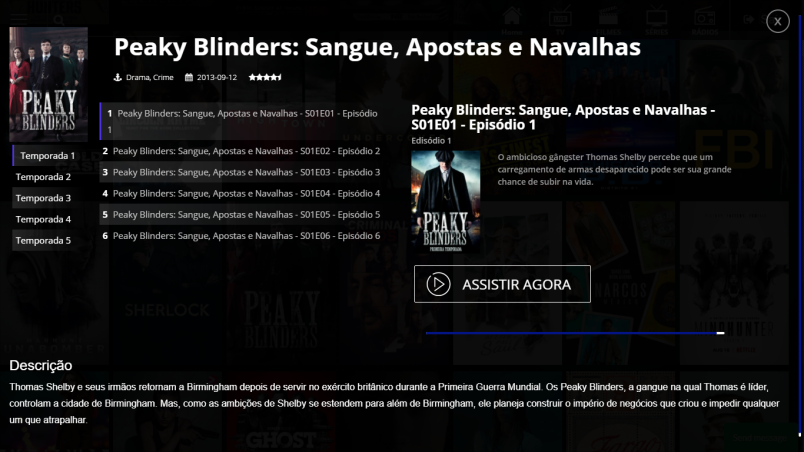 X
Peaky Blinders: Sangue, Apostas e Navalhas
Drama, Crime 2013-09-12
PEAKY
BLINDERS
Temporada 1
Temporada 2
Temporada 3
Temporada 4
Temporada 5
1 Peaky Blinders: Sangue, Apostas e Navalhas - S01E01 - Episódio
1
2 Peaky Blinders: Sangue, Apostas e Navalhas - S01E02 - Episódio 2
3 Peaky Blinders: Sangue, Apostas e Navalhas - S01E03 - Episódio 3
4 Peaky Blinders: Sangue, Apostas e Navalhas - S01E04 - Episódio 4
5 Peaky Blinders: Sangue, Apostas e Navalhas - S01E05 - Episódio 5
6 Peaky Blinders: Sangue, Apostas e Navalhas - S01E06 - Episódio 6
Peaky Blinders: Sangue, Apostas e Navalhas -
S01E01 - Episódio 1
Edisódio 1
PEAKY
BLINDERS
PRIMEIRA TEMPORADA
O ambicioso gângster Thomas Shelby percebe que um
carregamento de armas desaparecido pode ser sua grande
chance de subir na vida.
ASSISTIR AGORA
FBI
SHERLOCK
PEAKY
BLINDERS
NARCOS
MINDHUNTER
GHOST
Descrição
Thomas Shelby e seus irmãos retornam a Birmingham depois de servir no exército britânico durante a Primeira Guerra Mundial. Os Peaky Blinders, a gangue na qual Thomas é líder,
controlam a cidade de Birmingham. Mas, como as ambições de Shelby se estendem para além de Birmingham, ele planeja construir o império de negócios que criou e impedir qualquer
um que atrapalhar.